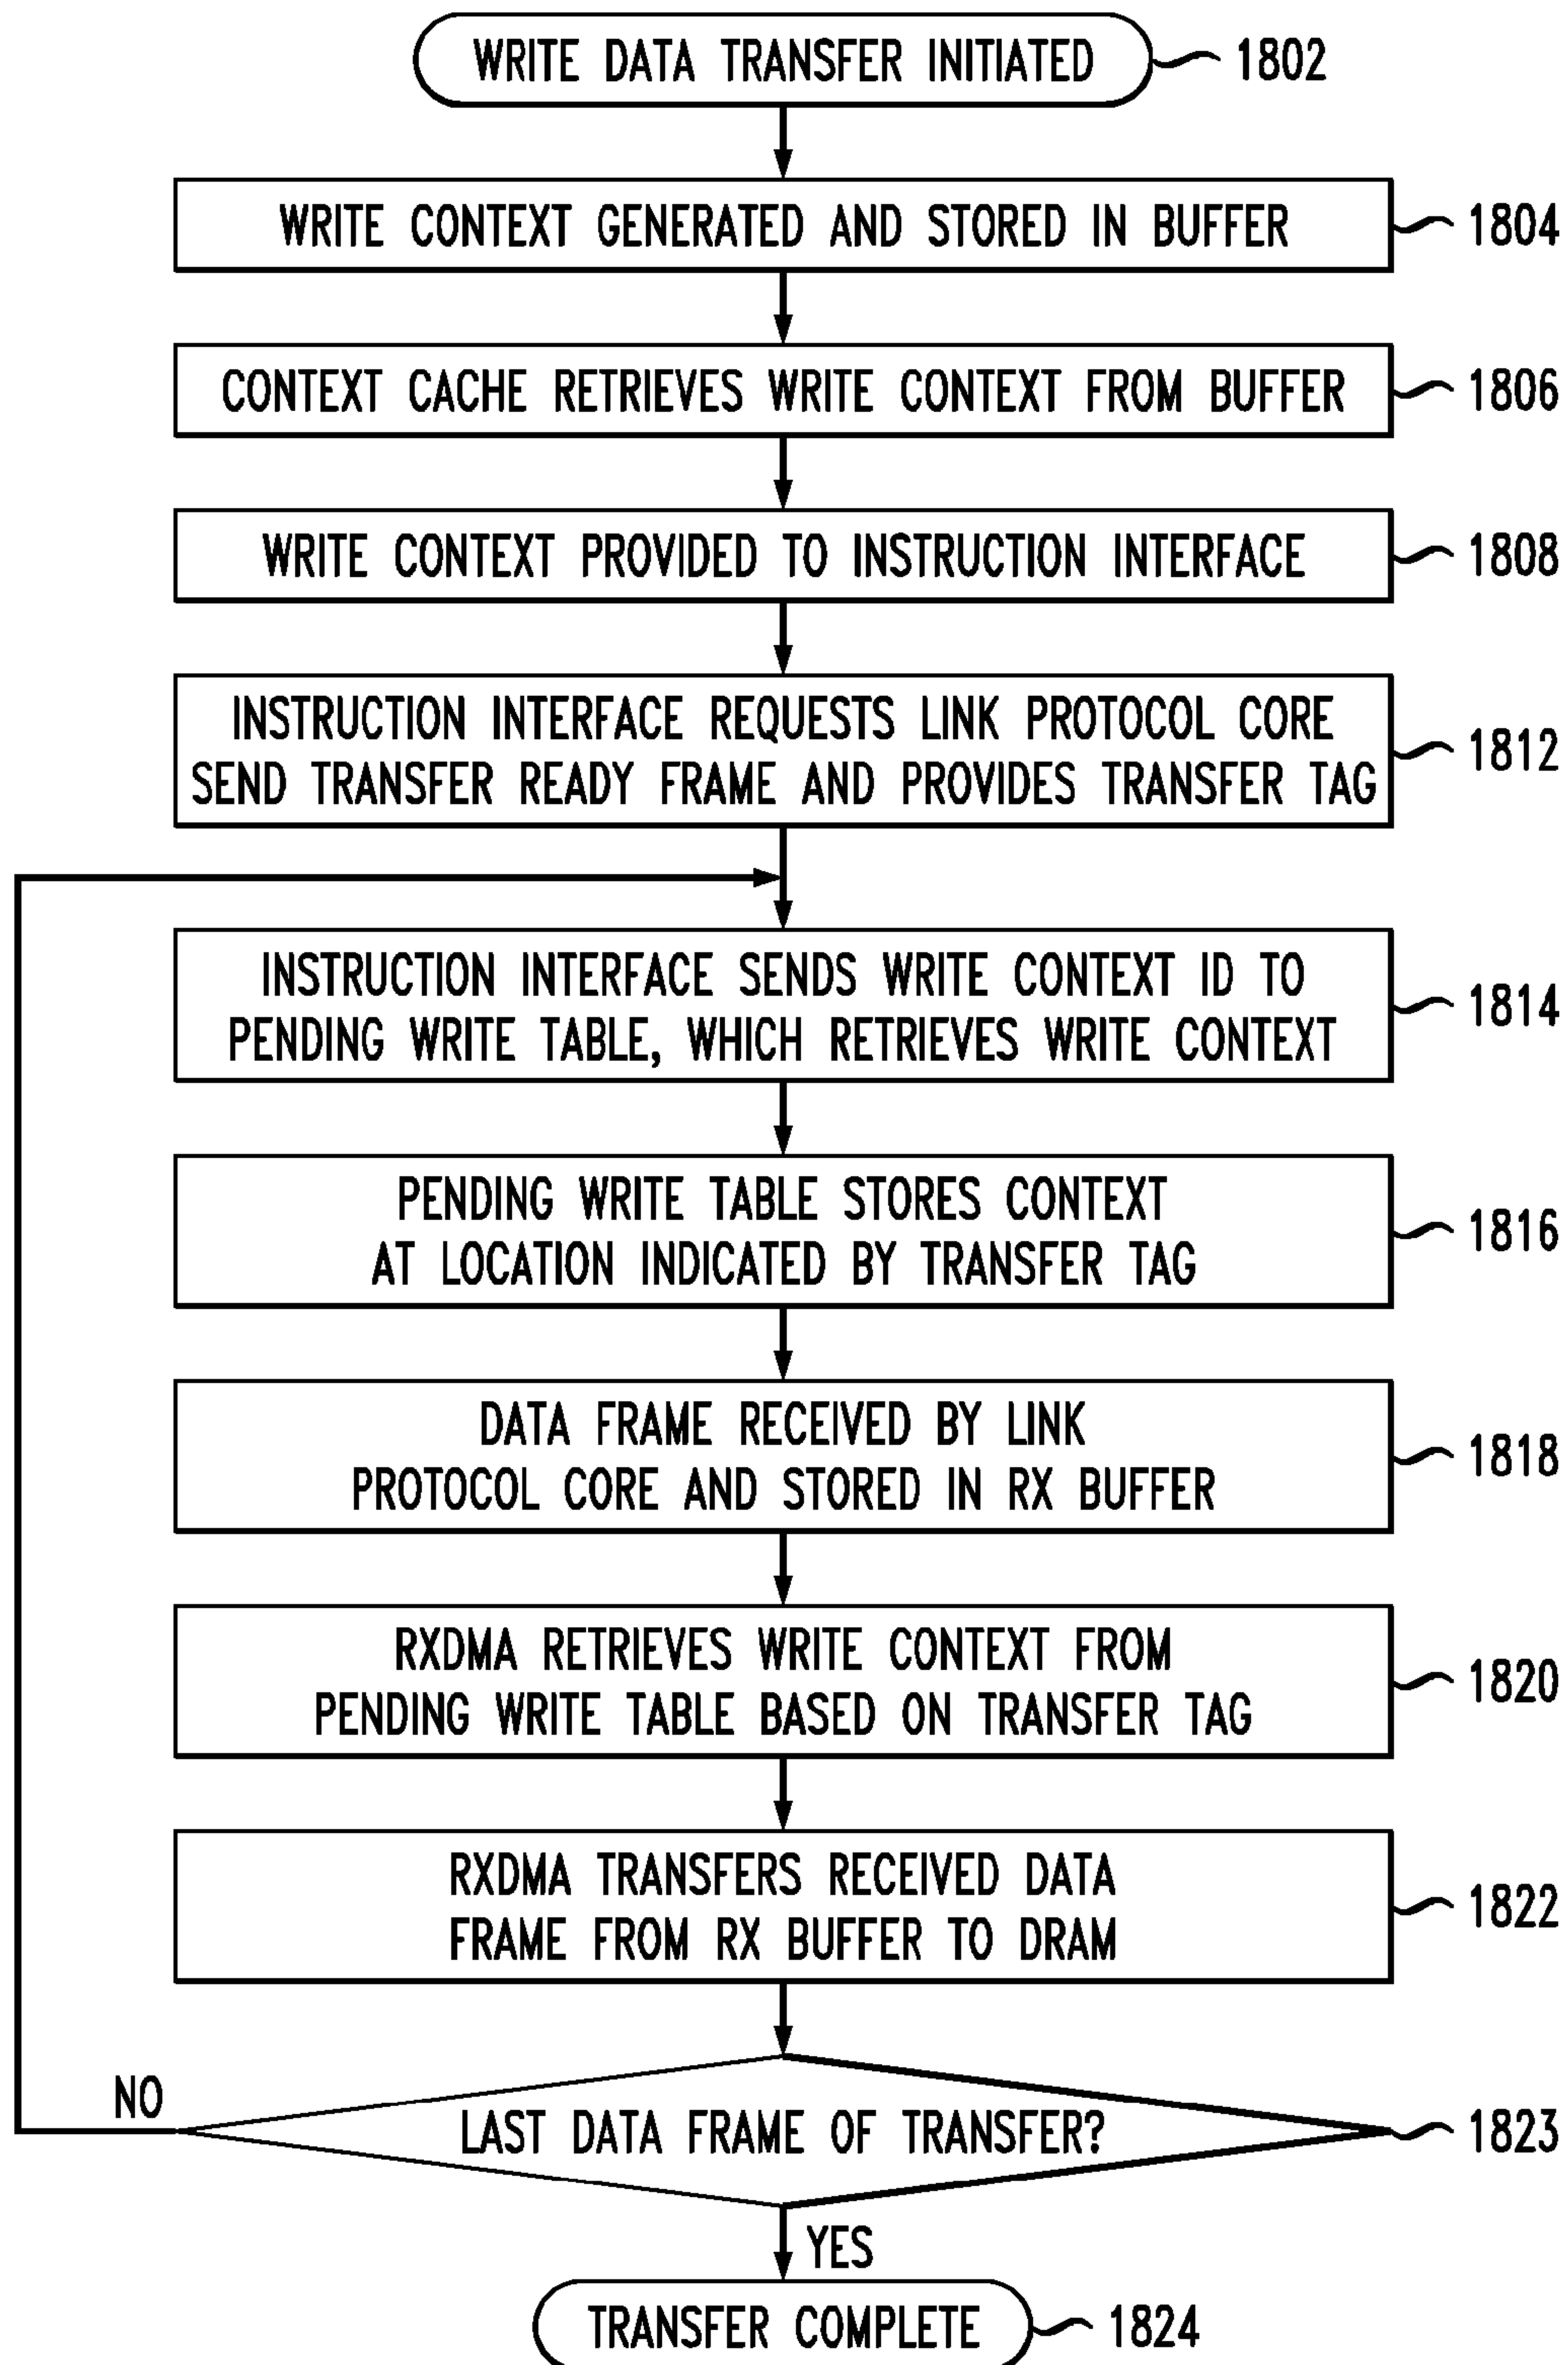 WRITE DATA TRANSFER INITIATED
1802
WRITE CONTEXT GENERATED AND STORED IN BUFFER
1804
CONTEXT CACHE RETRIEVES WRITE CONTEXT FROM BUFFER
1806
WRITE CONTEXT PROVIDED TO INSTRUCTION INTERFACE
1808
INSTRUCTION INTERFACE REQUESTS LINK PROTOCOL CORE
SEND TRANSFER READY FRAME AND PROVIDES TRANSFER TAG
1812
INSTRUCTION INTERFACE SENDS WRITE CONTEXT ID TO
PENDING WRITE TABLE, WHICH RETRIEVES WRITE CONTEXT
1814
PENDING WRITE TABLE STORES CONTEXT
AT LOCATION INDICATED BY TRANSFER TAG
1816
DATA FRAME RECEIVED BY LINK
PROTOCOL CORE AND STORED IN RX BUFFER
1818
RXDMA RETRIEVES WRITE CONTEXT FROM
PENDING WRITE TABLE BASED ON TRANSFER TAG
1820
RXDMA TRANSFERS RECEIVED DATA
FRAME FROM RX BUFFER TO DRAM
1822
NO
LAST DATA FRAME OF TRANSFER?
1823
YES
TRANSFER COMPLETE
1824